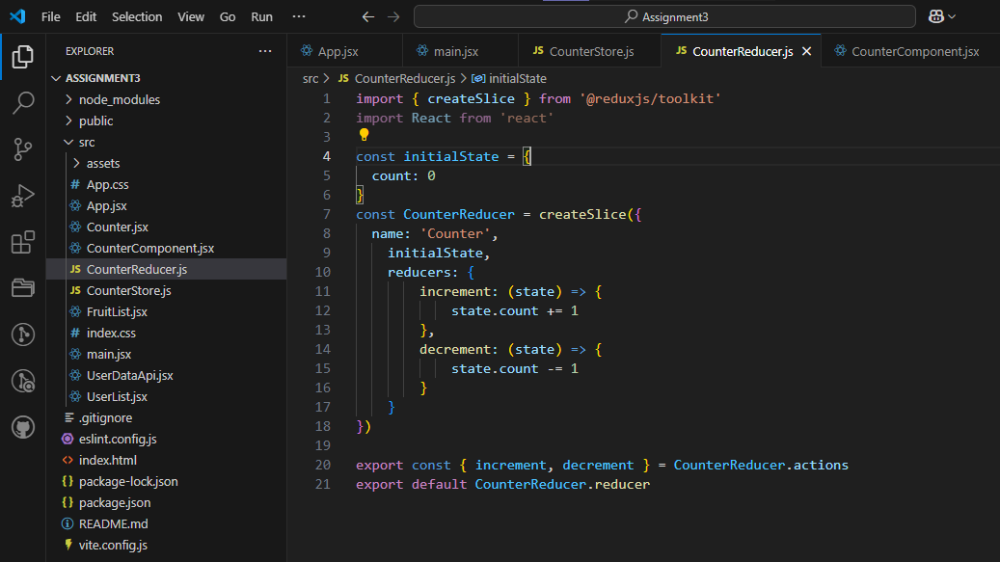 File Edit Selection View Go Run ··· Assignment3
EXPLORER ···
ASSIGNMENT3
node_modules
public
src
assets
# App.css
App.jsx
Counter.jsx
CounterComponent.jsx
JS CounterReducer.js
JS CounterStore.js
FruitList.jsx
# index.css
main.jsx
UserDataApi.jsx
UserList.jsx
.gitignore
eslint.config.js
<> index.html
{} package-lock.json
{} package.json
README.md
vite.config.js
App.jsx main.jsx JS CounterStore.js JS CounterReducer.js CounterComponent.jsx
src > JS CounterReducer.js > initialState
1 import { createSlice } from '@reduxjs/toolkit'
2 import React from 'react'
3
4 const initialState = {
5 count: 0
6 }
7 const CounterReducer = createSlice({
8 name: 'Counter',
9 initialState,
10 reducers: {
11 increment: (state) => {
12 state.count += 1
13 },
14 decrement: (state) => {
15 state.count -= 1
16 }
17 }
18 })
19
20 export const { increment, decrement } = CounterReducer.actions
21 export default CounterReducer.reducer